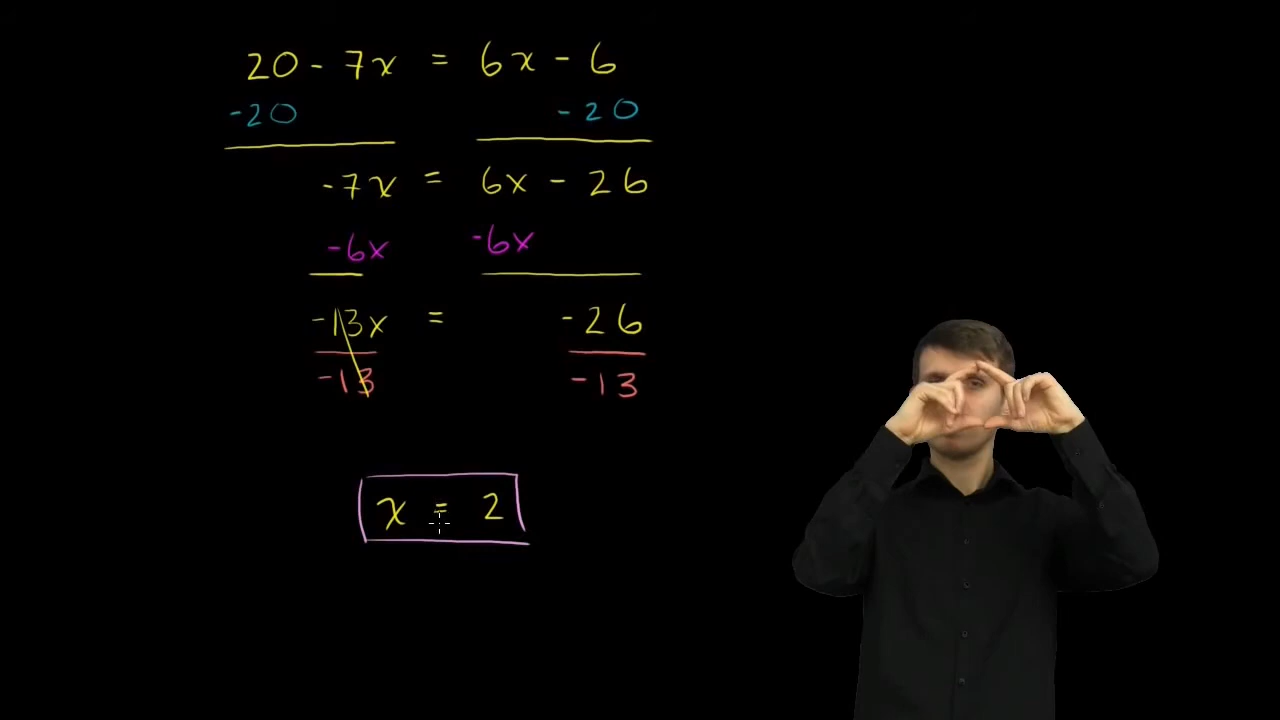 20 - 7x = 6x - 6
-20 - 20
-7x = 6x - 26
-6x -6x
-13x = -26
-13 -13
x = 2